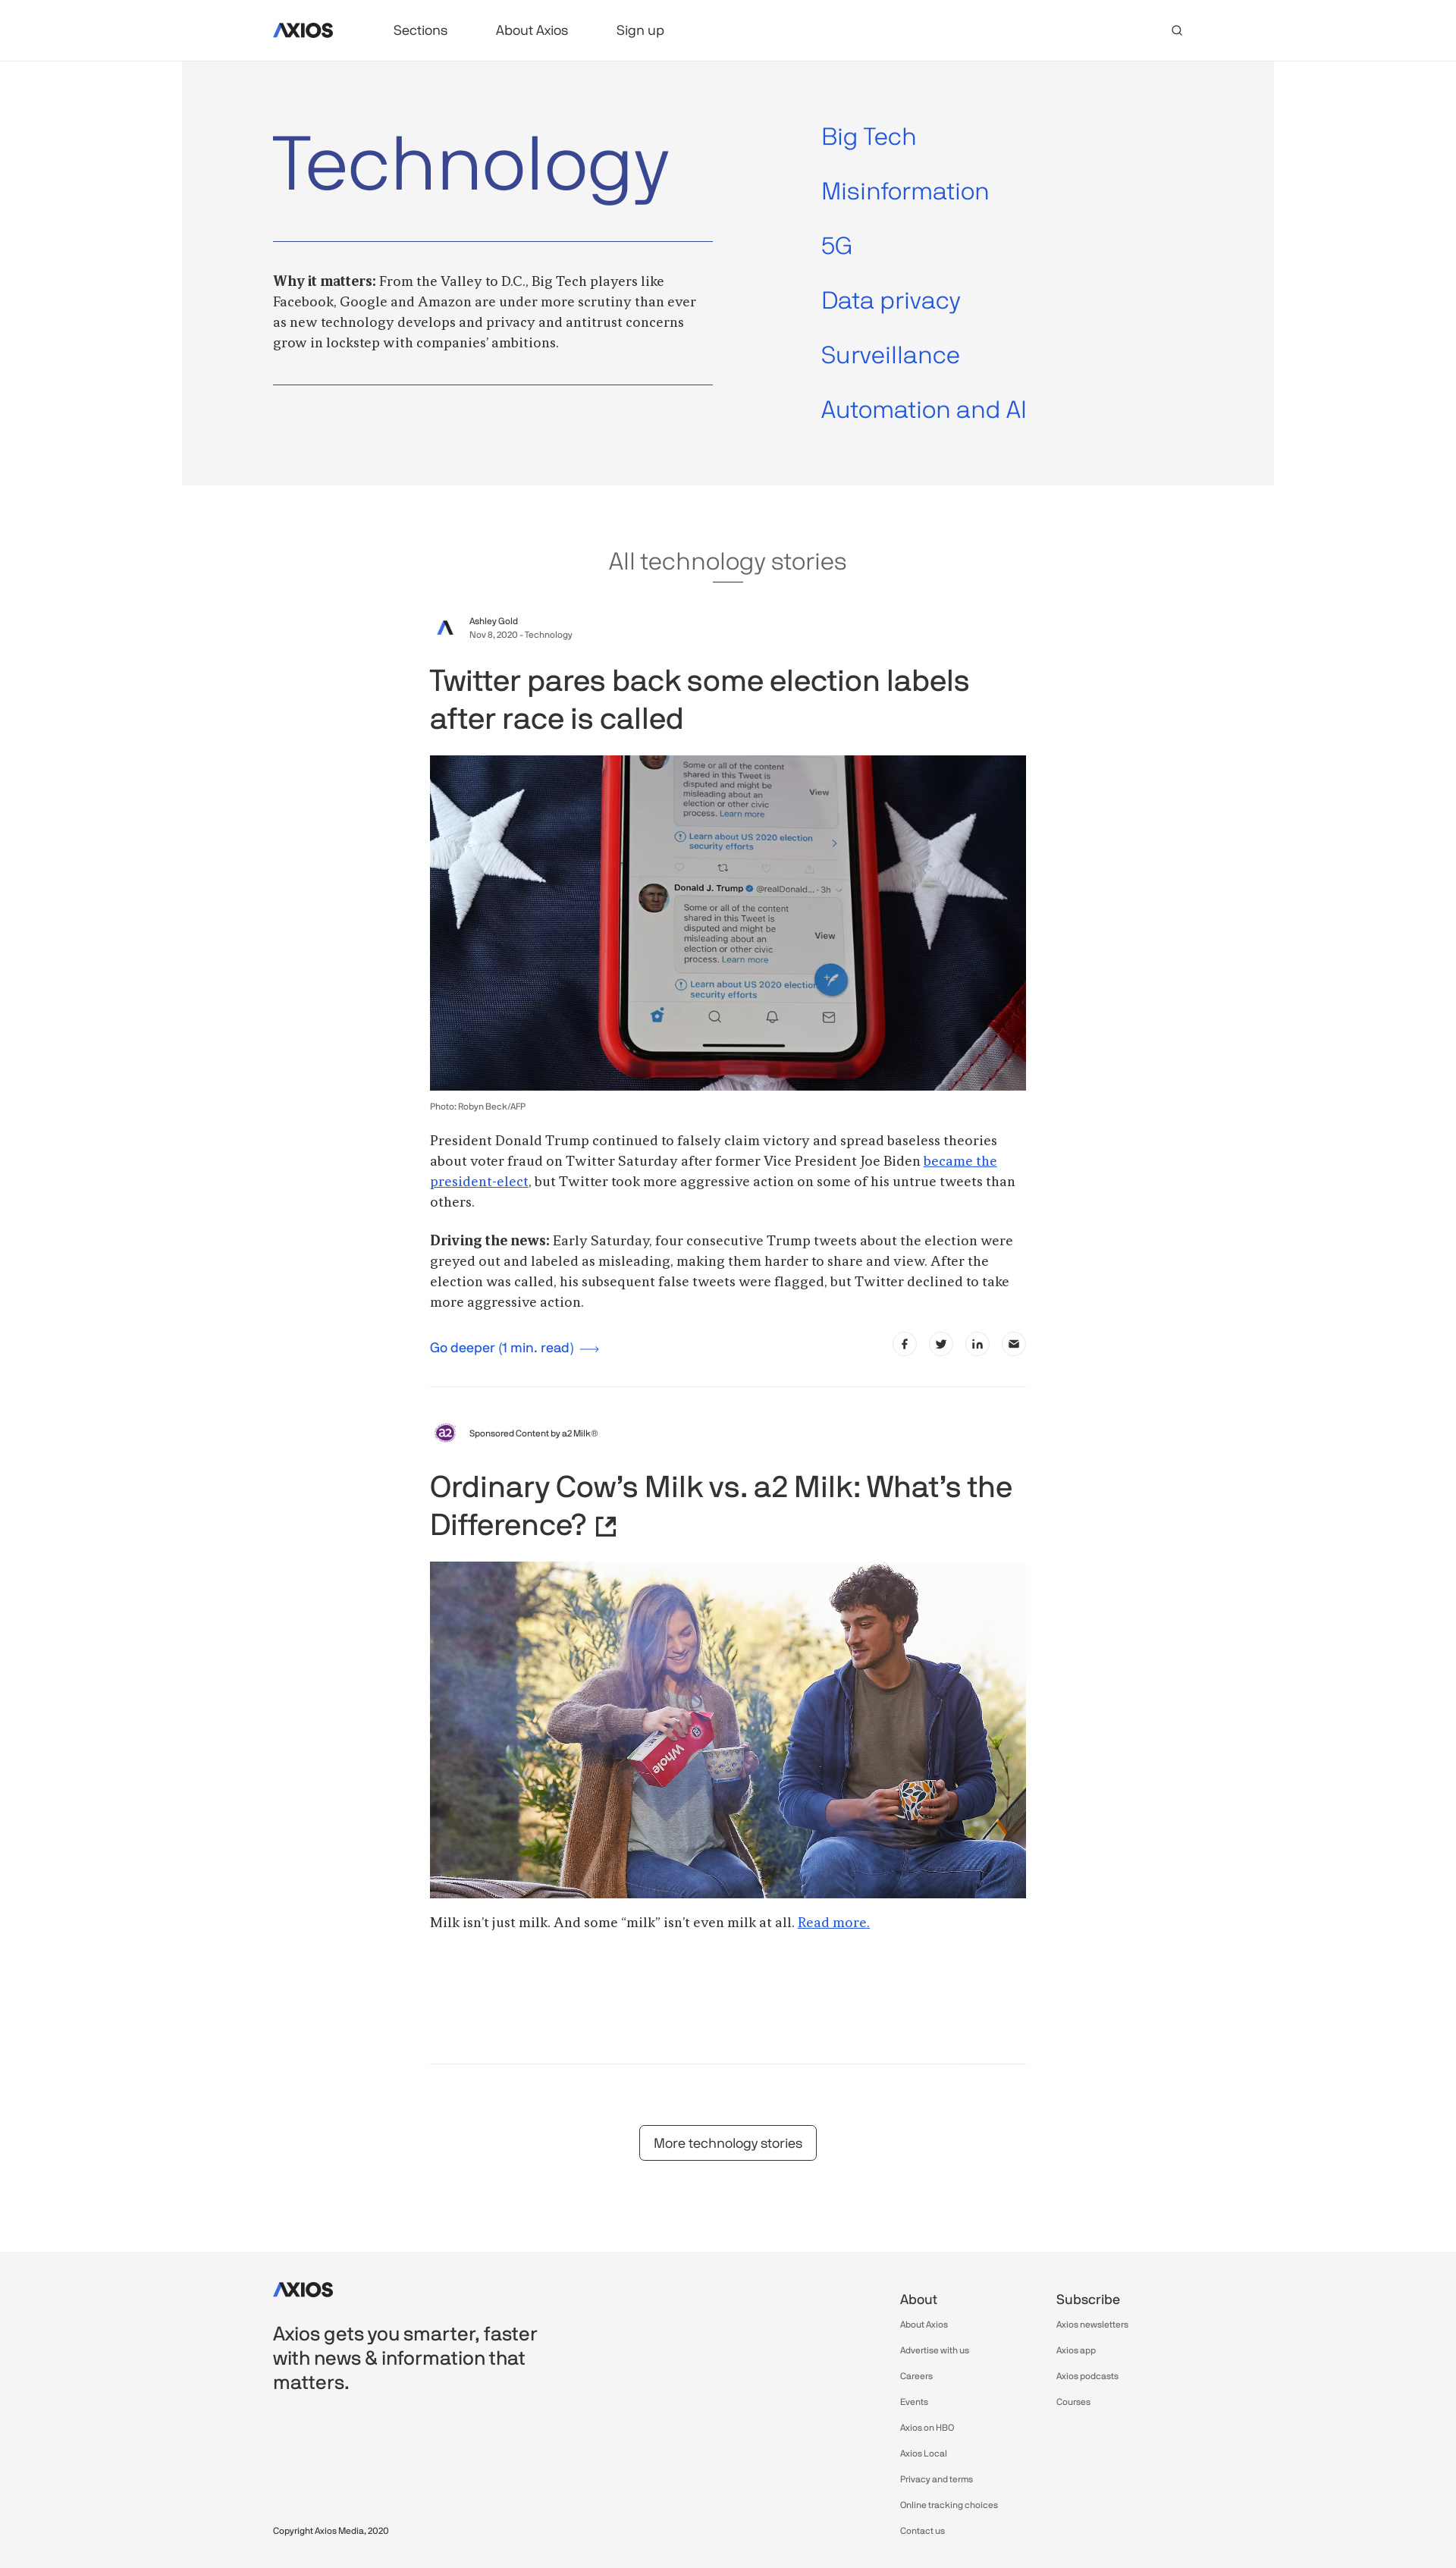 AXIOS
Sections
About Axios
Sign up
Technology
Why it matters: From the Valley to D.C., Big Tech players like
Facebook, Google and Amazon are under more scrutiny than ever
as new technology develops and privacy and antitrust concerns
grow in lockstep with companies’ ambitions.
Big Tech
Misinformation
5G
Data privacy
Surveillance
Automation and AI
All technology stories
Ashley Gold
Nov 8, 2020 - Technology
Twitter pares back some election labels
after race is called
Some or all of the content
shared in this Tweet is
disputed and might be
misleading about an
election or other civic
process. Learn more
View
Learn about US 2020 election
security efforts
Donald J. Trump @realDonald... · 3h
Some or all of the content
shared in this Tweet is
disputed and might be
misleading about an
election or other civic
process. Learn more
View
Learn about US 2020 election
security efforts
Photo: Robyn Beck/AFP
President Donald Trump continued to falsely claim victory and spread baseless theories
about voter fraud on Twitter Saturday after former Vice President Joe Biden became the
president-elect, but Twitter took more aggressive action on some of his untrue tweets than
others.
Driving the news: Early Saturday, four consecutive Trump tweets about the election were
greyed out and labeled as misleading, making them harder to share and view. After the
election was called, his subsequent false tweets were flagged, but Twitter declined to take
more aggressive action.
Go deeper (1 min. read)
a2
Sponsored Content by a2 Milk®
Ordinary Cow’s Milk vs. a2 Milk: What’s the
Difference?
Whole
Milk isn’t just milk. And some “milk” isn’t even milk at all. Read more.
More technology stories
AXIOS
Axios gets you smarter, faster
with news & information that
matters.
Copyright Axios Media, 2020
About
About Axios
Advertise with us
Careers
Events
Axios on HBO
Axios Local
Privacy and terms
Online tracking choices
Contact us
Subscribe
Axios newsletters
Axios app
Axios podcasts
Courses